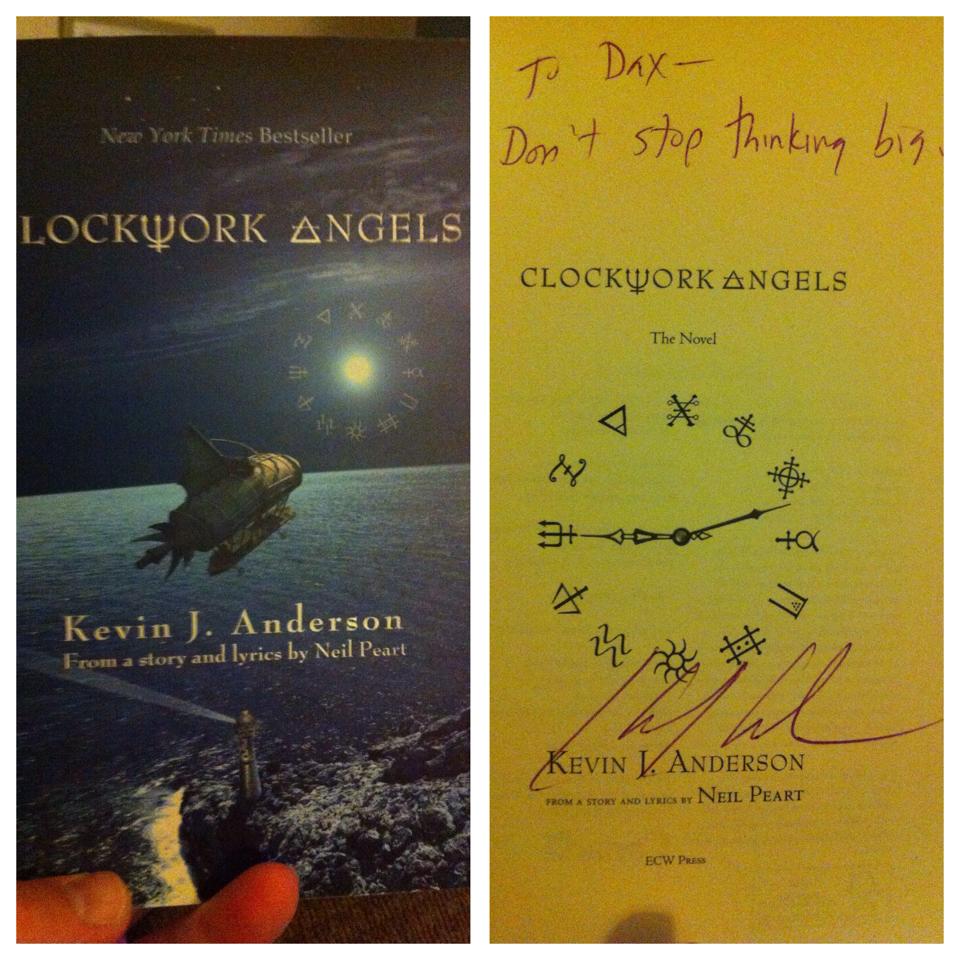 New York Times Bestseller
LOCKWORK ANGELS
Kevin J. Anderson
From a story and lyrics by Neil Peart
To Dax—
Don't stop thinking big.
CLOCKWORK ANGELS
The Novel
KEVIN J. ANDERSON
FROM A STORY AND LYRICS BY NEIL PEART
ECW PRESS